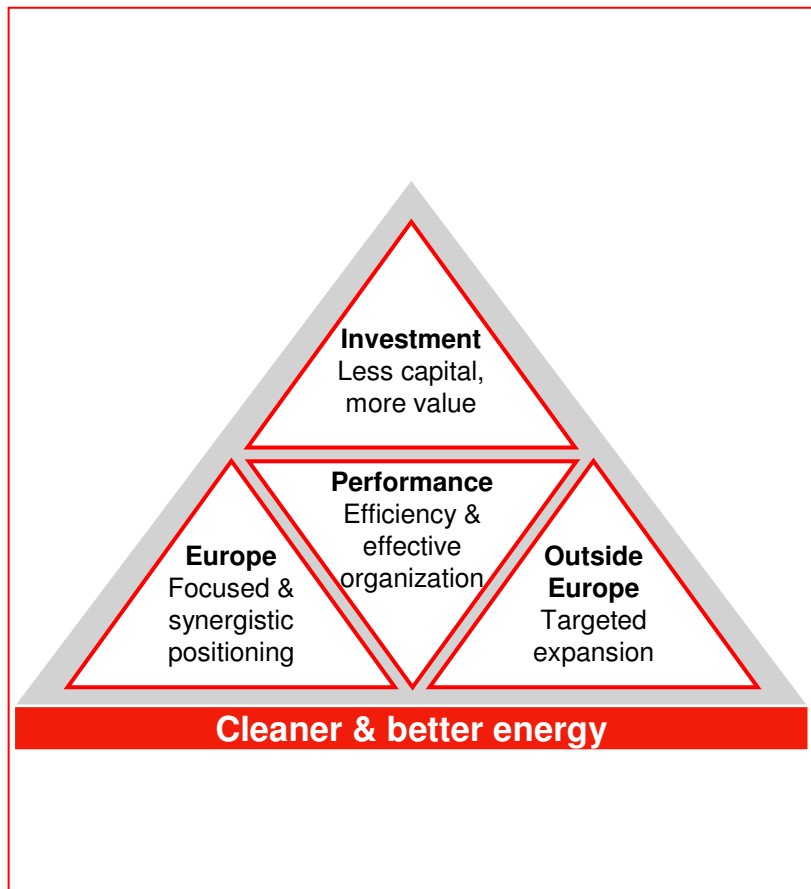 Investment
Less capital,
more value
Performance
Efficiency &
effective
organization
Europe
Focused &
synergistic
positioning
Outside
Europe
Targeted
expansion
Cleaner & better energy